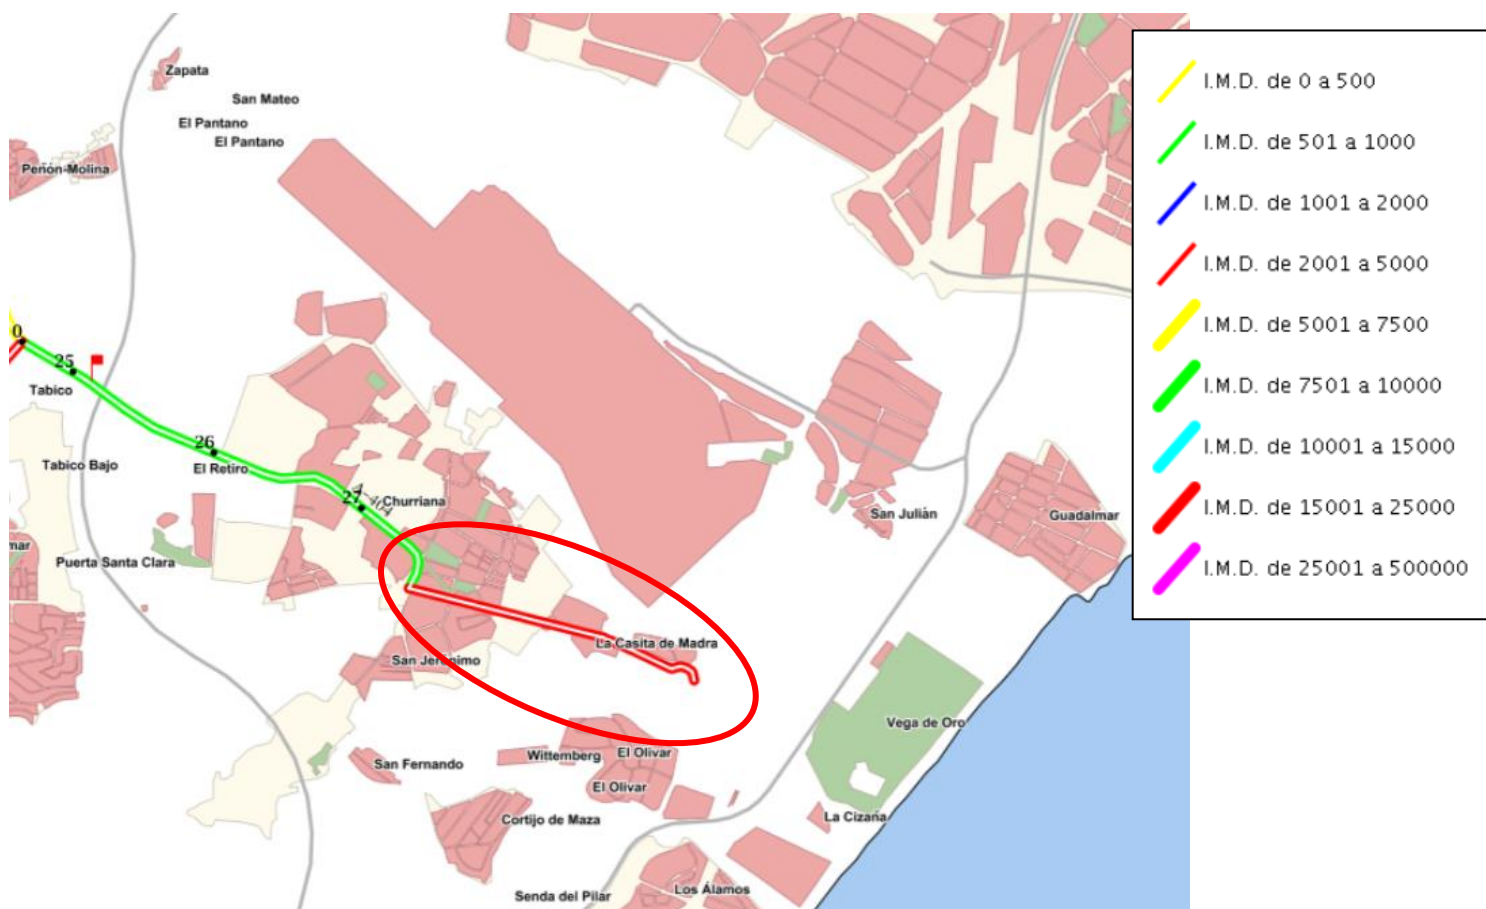 Zapata
San Mateo
El Pantano
El Pantano
Peñón-Molina
0
25
Tabico
26
El Retiro
Tabico Bajo
27
A-404
Churriana
mar
Puerta Santa Clara
San Julián
Guadalmar
La Casita de Madra
San Jerónimo
Vega de Oro
Wittemberg
El Olivar
San Fernando
El Olivar
Cortijo de Maza
La Cizaña
Senda del Pilar
Los Álamos
I.M.D. de 0 a 500
I.M.D. de 501 a 1000
I.M.D. de 1001 a 2000
I.M.D. de 2001 a 5000
I.M.D. de 5001 a 7500
I.M.D. de 7501 a 10000
I.M.D. de 10001 a 15000
I.M.D. de 15001 a 25000
I.M.D. de 25001 a 500000